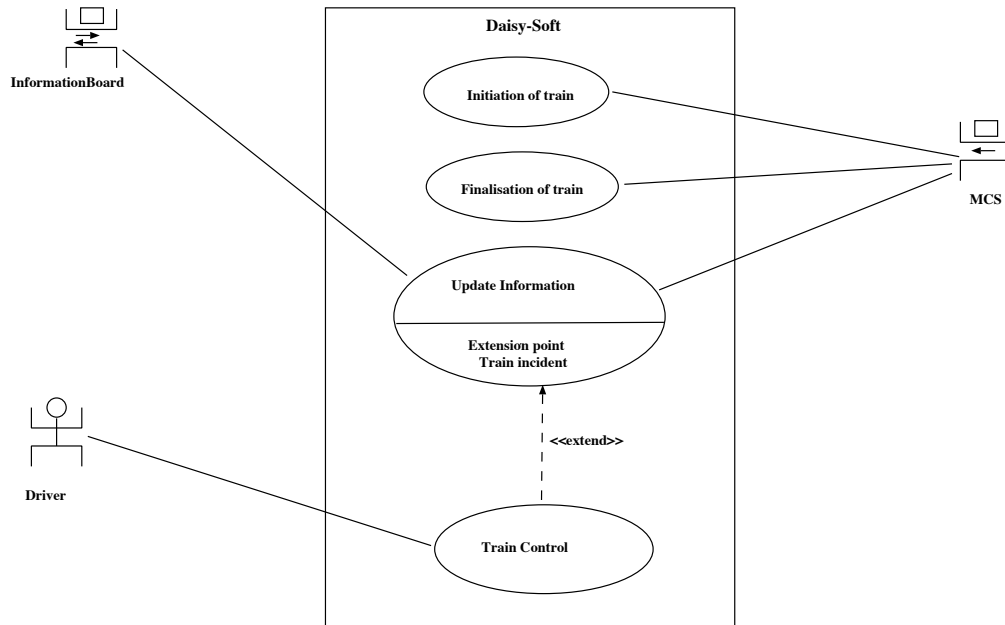 Daisy-Soft
InformationBoard
Initiation of train
Finalisation of train
MCS
Update Information
Extension point
Train incident
<<extend>>
Driver
Train Control